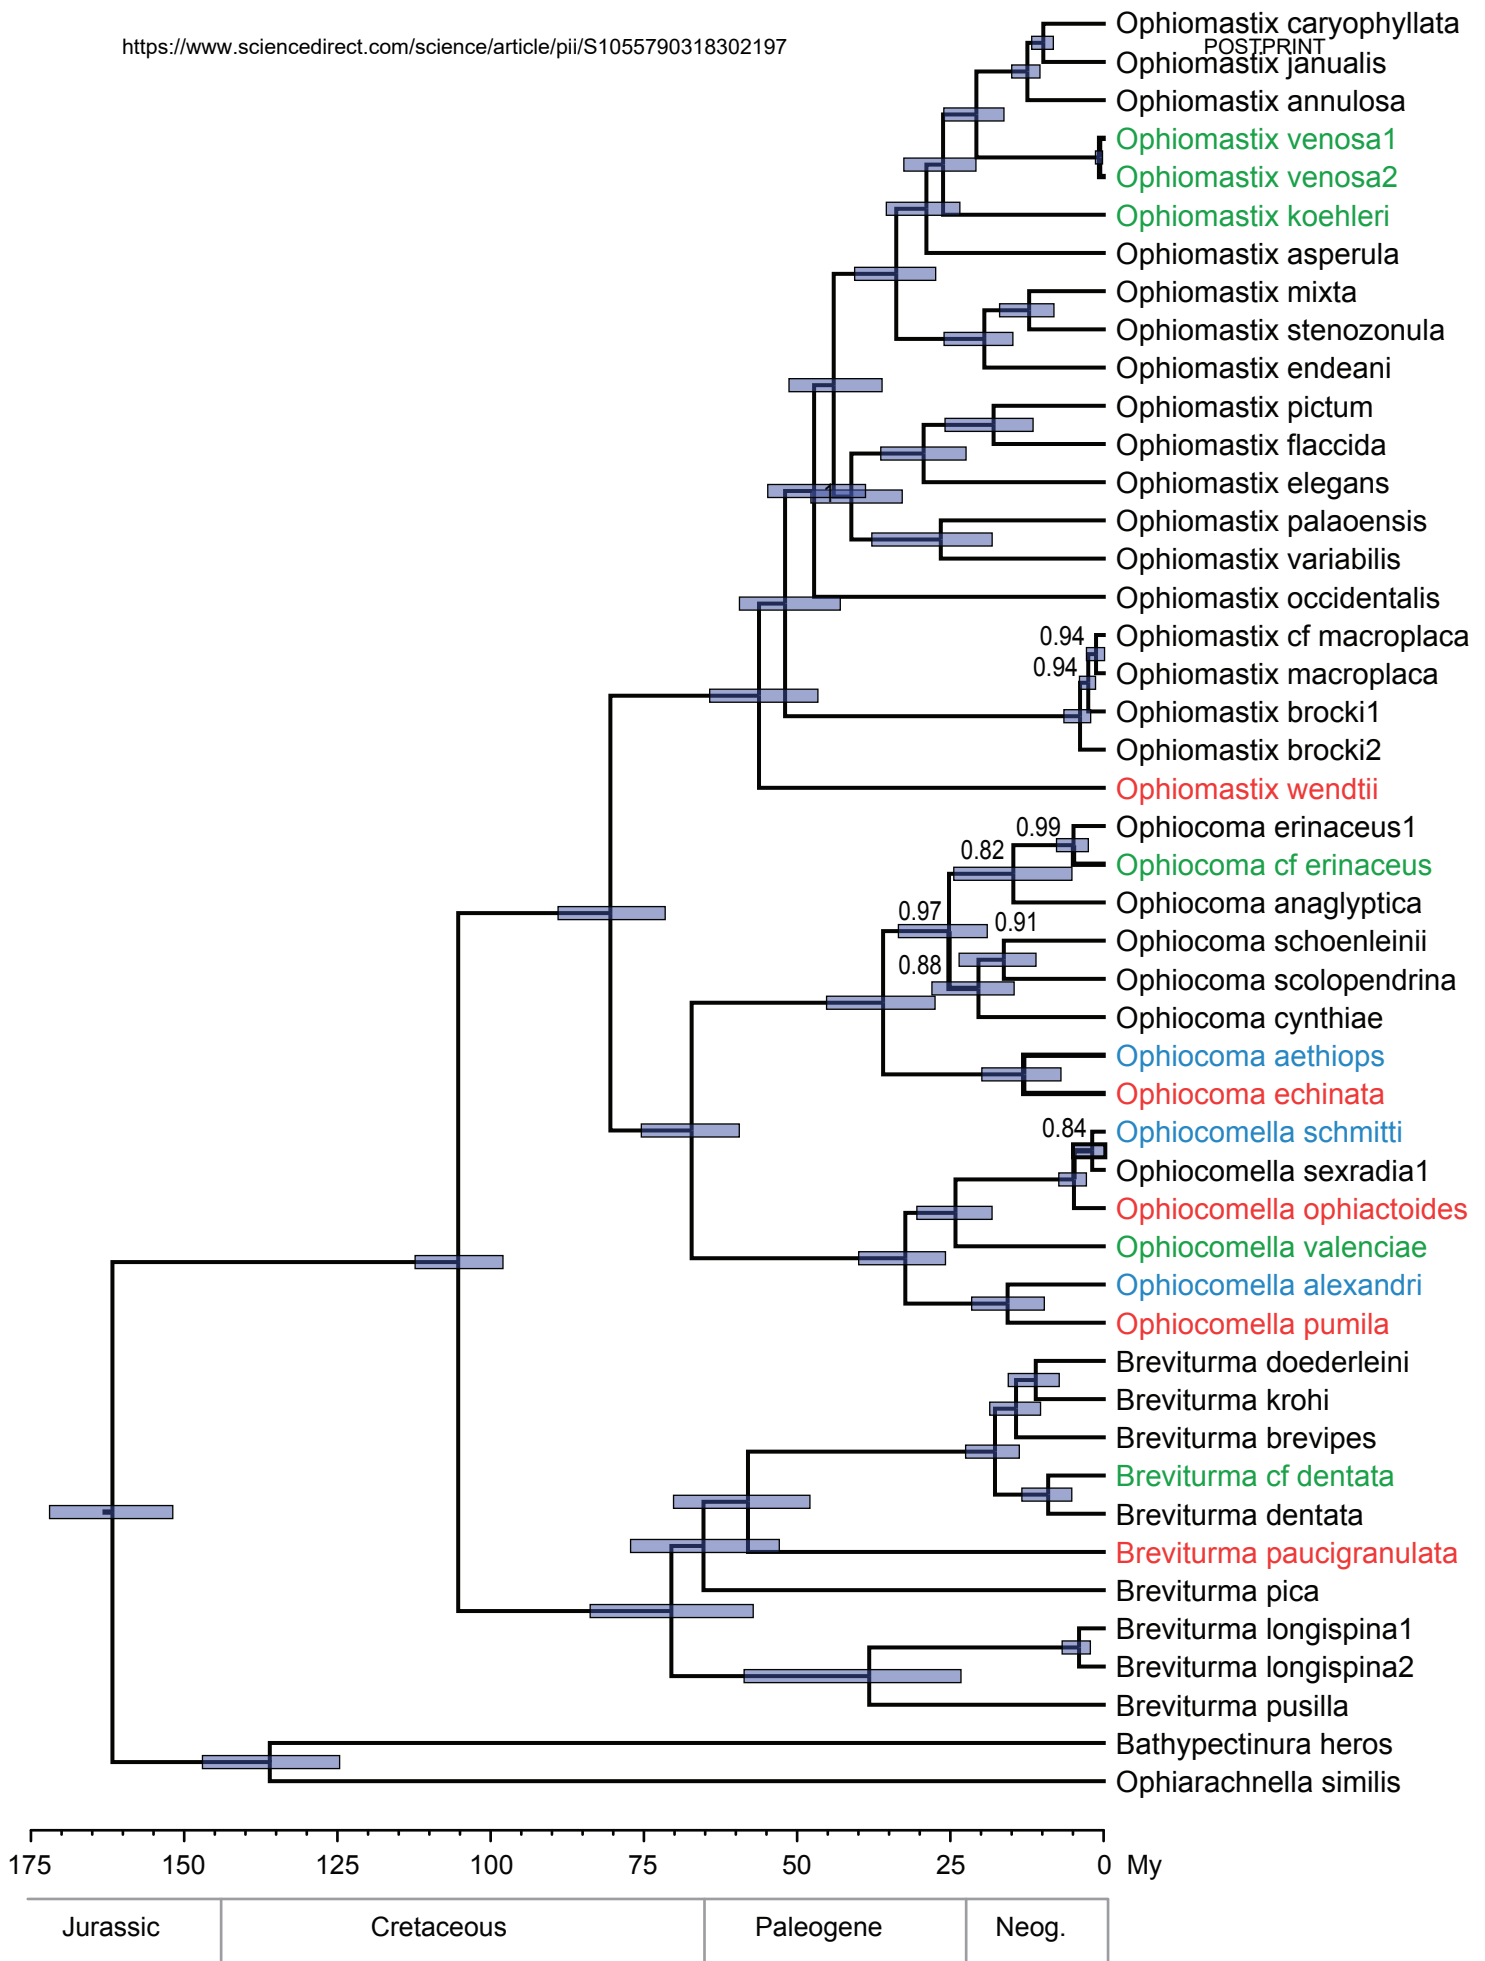 Ophiomastix caryophyllata
https://www.sciencedirect.com/science/article/pii/S1055790318302197
POSTPRINT
Ophiomastix janualis
Ophiomastix annulosa
Ophiomastix venosa1
Ophiomastix venosa2
Ophiomastix koehleri
Ophiomastix asperula
Ophiomastix mixta
Ophiomastix stenozonula
Ophiomastix endeani
Ophiomastix pictum
Ophiomastix flaccida
Ophiomastix elegans
1
Ophiomastix palaoensis
Ophiomastix variabilis
Ophiomastix occidentalis
0.94 Ophiomastix cf macroplaca
0.94 Ophiomastix macroplaca
Ophiomastix brocki1
Ophiomastix brocki2
Ophiomastix wendtii
0.99 Ophiocoma erinaceus1
0.82 Ophiocoma cf erinaceus
Ophiocoma anaglyptica
0.97 0.91
Ophiocoma schoenleinii
0.88 Ophiocoma scolopendrina
Ophiocoma cynthiae
Ophiocoma aethiops
Ophiocoma echinata
0.84 Ophiocomella schmitti
Ophiocomella sexradia1
Ophiocomella ophiactoides
Ophiocomella valenciae
Ophiocomella alexandri
Ophiocomella pumila
Breviturma doederleini
Breviturma krohi
Breviturma brevipes
Breviturma cf dentata
Breviturma dentata
Breviturma paucigranulata
Breviturma pica
Breviturma longispina1
Breviturma longispina2
Breviturma pusilla
Bathypectinura heros
Ophiarachnella similis
175 150 125 100 75 50 25 0 My
Jurassic Cretaceous Paleogene Neog.